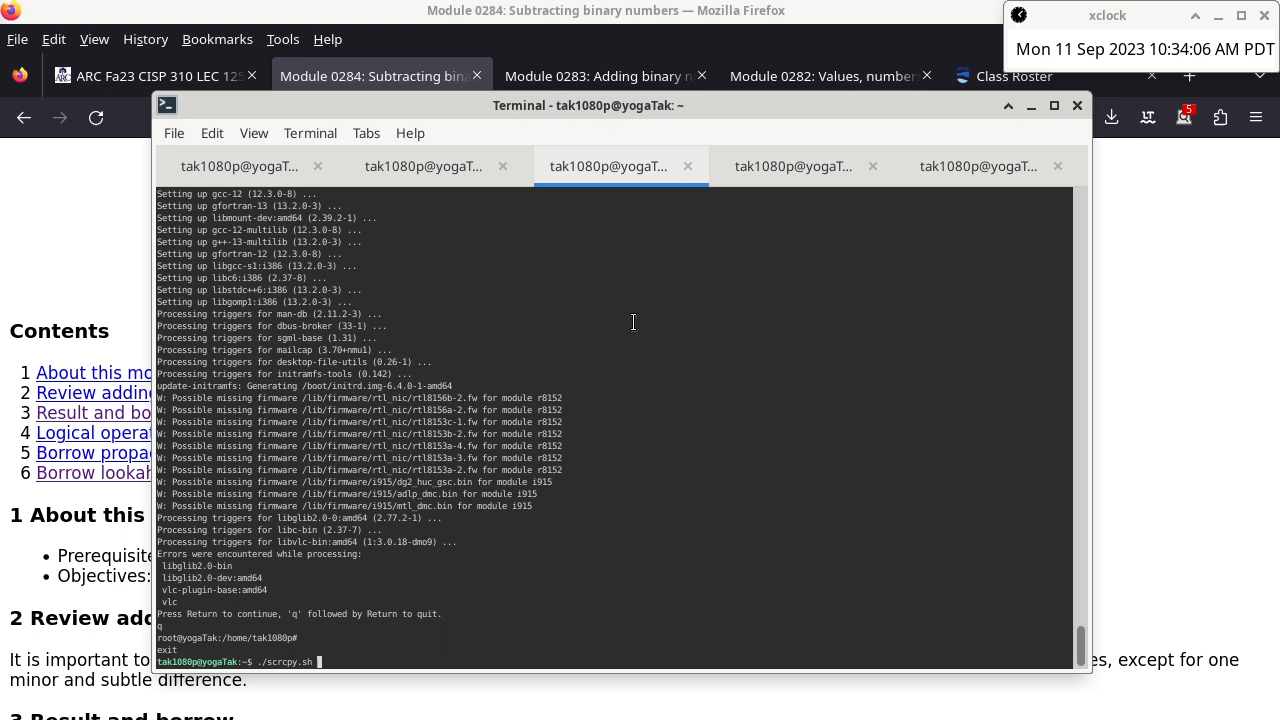 Module 0284: Subtracting binary numbers — Mozilla Firefox
xclock
Mon 11 Sep 2023 10:34:06 AM PDT
File Edit View History Bookmarks Tools Help
ARC Fa23 CISP 310 LEC 125
Module 0284: Subtracting bin
Module 0283: Adding binary n
Module 0282: Values, number
Class Roster
5
Terminal - tak1080p@yogaTak: ~
File Edit View Terminal Tabs Help
tak1080p@yogaT...
tak1080p@yogaT...
tak1080p@yogaT...
tak1080p@yogaT...
tak1080p@yogaT...
Setting up gcc-12 (12.3.0-8) ...
Setting up gfortran-13 (13.2.0-3) ...
Setting up libmount-dev:amd64 (2.39.2-1) ...
Setting up gcc-12-multilib (12.3.0-8) ...
Setting up g++-13-multilib (13.2.0-3) ...
Setting up gfortran-12 (12.3.0-8) ...
Setting up libgcc-s1:i386 (13.2.0-3) ...
Setting up libc6:i386 (2.37-8) ...
Setting up libstdc++6:i386 (13.2.0-3) ...
Setting up libgomp1:i386 (13.2.0-3) ...
Processing triggers for man-db (2.11.2-3) ...
Processing triggers for dbus-broker (33-1) ...
Processing triggers for sgml-base (1.31) ...
Processing triggers for mailcap (3.70+nmu1) ...
Processing triggers for desktop-file-utils (0.26-1) ...
Processing triggers for initramfs-tools (0.142) ...
update-initramfs: Generating /boot/initrd.img-6.4.0-1-amd64
W: Possible missing firmware /lib/firmware/rtl_nic/rtl8156b-2.fw for module r8152
W: Possible missing firmware /lib/firmware/rtl_nic/rtl8156a-2.fw for module r8152
W: Possible missing firmware /lib/firmware/rtl_nic/rtl8153c-1.fw for module r8152
W: Possible missing firmware /lib/firmware/rtl_nic/rtl8153b-2.fw for module r8152
W: Possible missing firmware /lib/firmware/rtl_nic/rtl8153a-4.fw for module r8152
W: Possible missing firmware /lib/firmware/rtl_nic/rtl8153a-3.fw for module r8152
W: Possible missing firmware /lib/firmware/rtl_nic/rtl8153a-2.fw for module r8152
W: Possible missing firmware /lib/firmware/i915/dg2_huc_gsc.bin for module i915
W: Possible missing firmware /lib/firmware/i915/adlp_dmc.bin for module i915
W: Possible missing firmware /lib/firmware/i915/mtl_dmc.bin for module i915
Processing triggers for libglib2.0-0:amd64 (2.77.2-1) ...
Processing triggers for libc-bin (2.37-7) ...
Processing triggers for libvlc-bin:amd64 (1:3.0.18-dmo9) ...
Errors were encountered while processing:
libglib2.0-bin
libglib2.0-dev:amd64
vlc-plugin-base:amd64
vlc
Press Return to continue, 'q' followed by Return to quit.
q
root@yogaTak:/home/tak1080p#
exit
tak1080p@yogaTak:~$ ./scrcpy.sh
Contents
1 About this mo
2 Review adding
3 Result and bo
4 Logical operat
5 Borrow propag
6 Borrow lookah
1 About this
• Prerequisite
• Objectives:
2 Review add
It is important to
es, except for one
minor and subtle difference.
3 Result and borrow